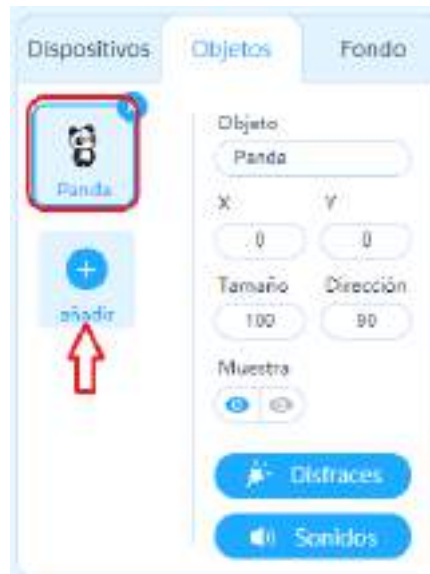 Dispositivos Objetos Fondo
Panda
añadir
Objeto
Panda
X Y
0 0
Tamaño Dirección
100 90
Muestra
Disfraces
Sonidos